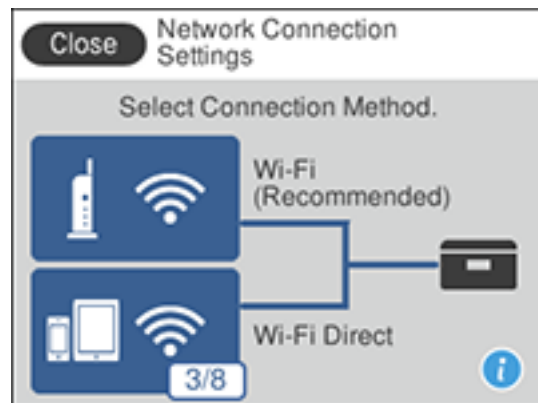 Close
Network Connection
Settings
Select Connection Method.
Wi-Fi
(Recommended)
Wi-Fi Direct
3/8
i